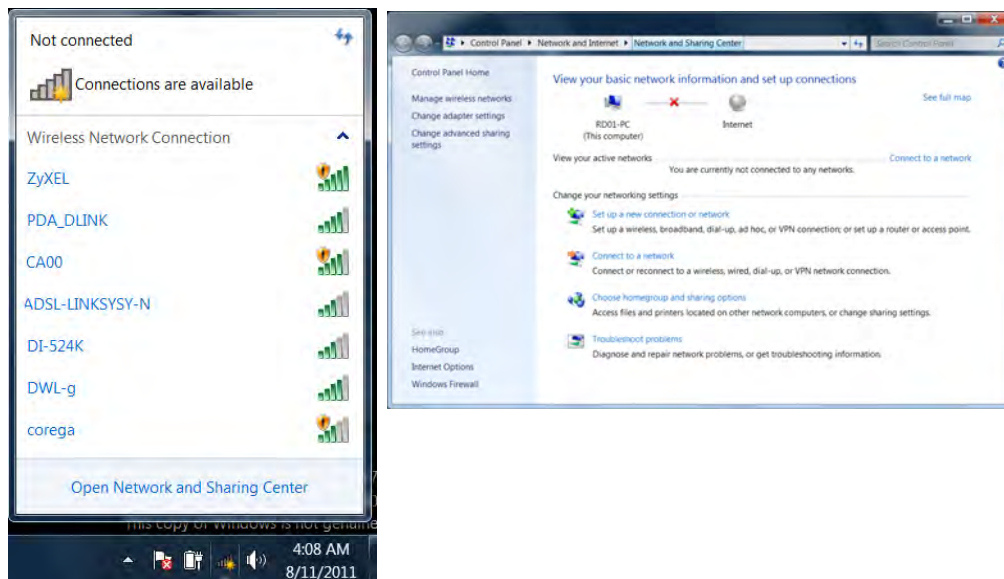 Not connected
Connections are available
Wireless Network Connection
ZyXEL
PDA_DLINK
CA00
ADSL-LINKSYSY-N
DI-524K
DWL-g
corega
Open Network and Sharing Center
This copy of Windows is not genuine
4:08 AM
8/11/2011
Control Panel Network and Internet Network and Sharing Center
Search Control Panel
Control Panel Home
Manage wireless networks
Change adapter settings
Change advanced sharing
settings
See also
HomeGroup
Internet Options
Windows Firewall
View your basic network information and set up connections
See full map
RD01-PC
(This computer)
Internet
View your active networks
Connect to a network
You are currently not connected to any networks.
Change your networking settings
Set up a new connection or network
Set up a wireless, broadband, dial-up, ad hoc, or VPN connection; or set up a router or access point.
Connect to a network
Connect or reconnect to a wireless, wired, dial-up, or VPN network connection.
Choose homegroup and sharing options
Access files and printers located on other network computers, or change sharing settings.
Troubleshoot problems
Diagnose and repair network problems, or get troubleshooting information.